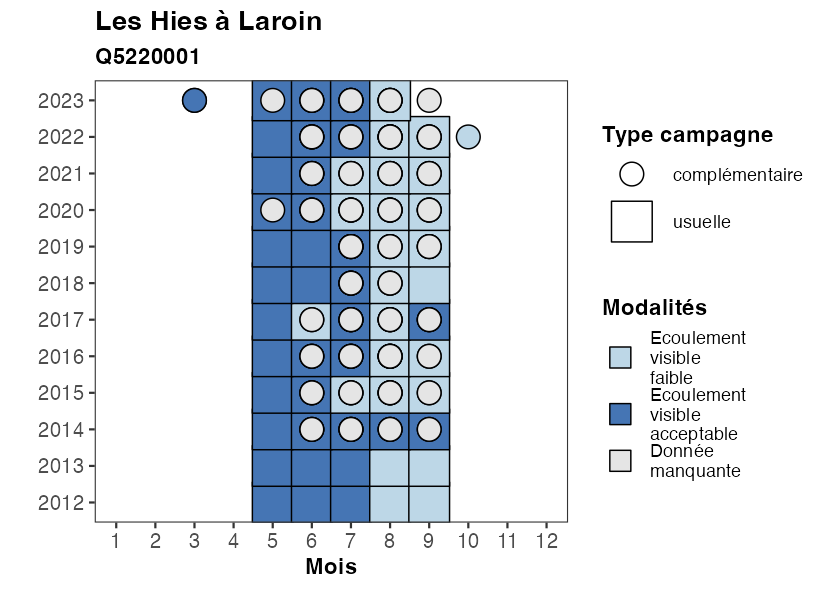 Les Hies à Laroin
Q5220001
2023
2022
2021
2020
2019
2018
2017
2016
2015
2014
2013
2012
1 2 3 4 5 6 7 8 9 10 11 12
Mois
Type campagne
complémentaire
usuelle
Modalités
Ecoulement
visible
faible
Ecoulement
visible
acceptable
Donnée
manquante